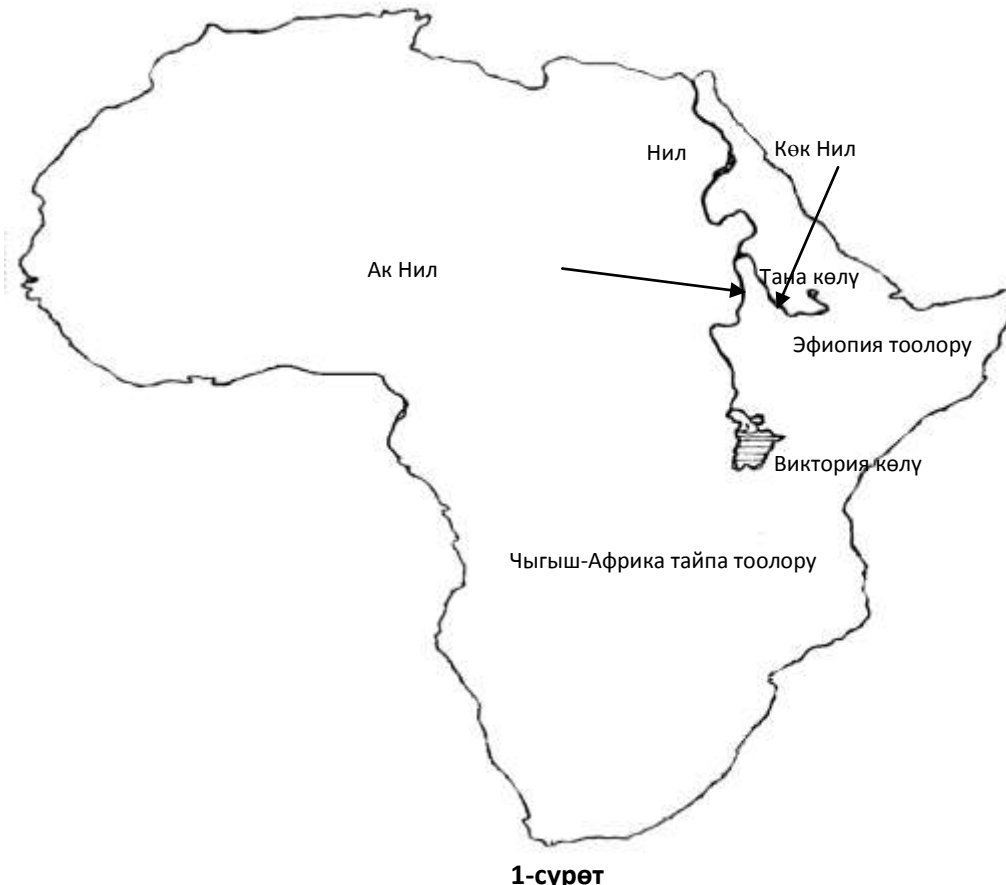 Нил
Көк Нил
Ак Нил
Тана көлү
Эфиопия тоолору
Виктория көлү
Чыгыш-Африка тайпа тоолору
1-сүрөт